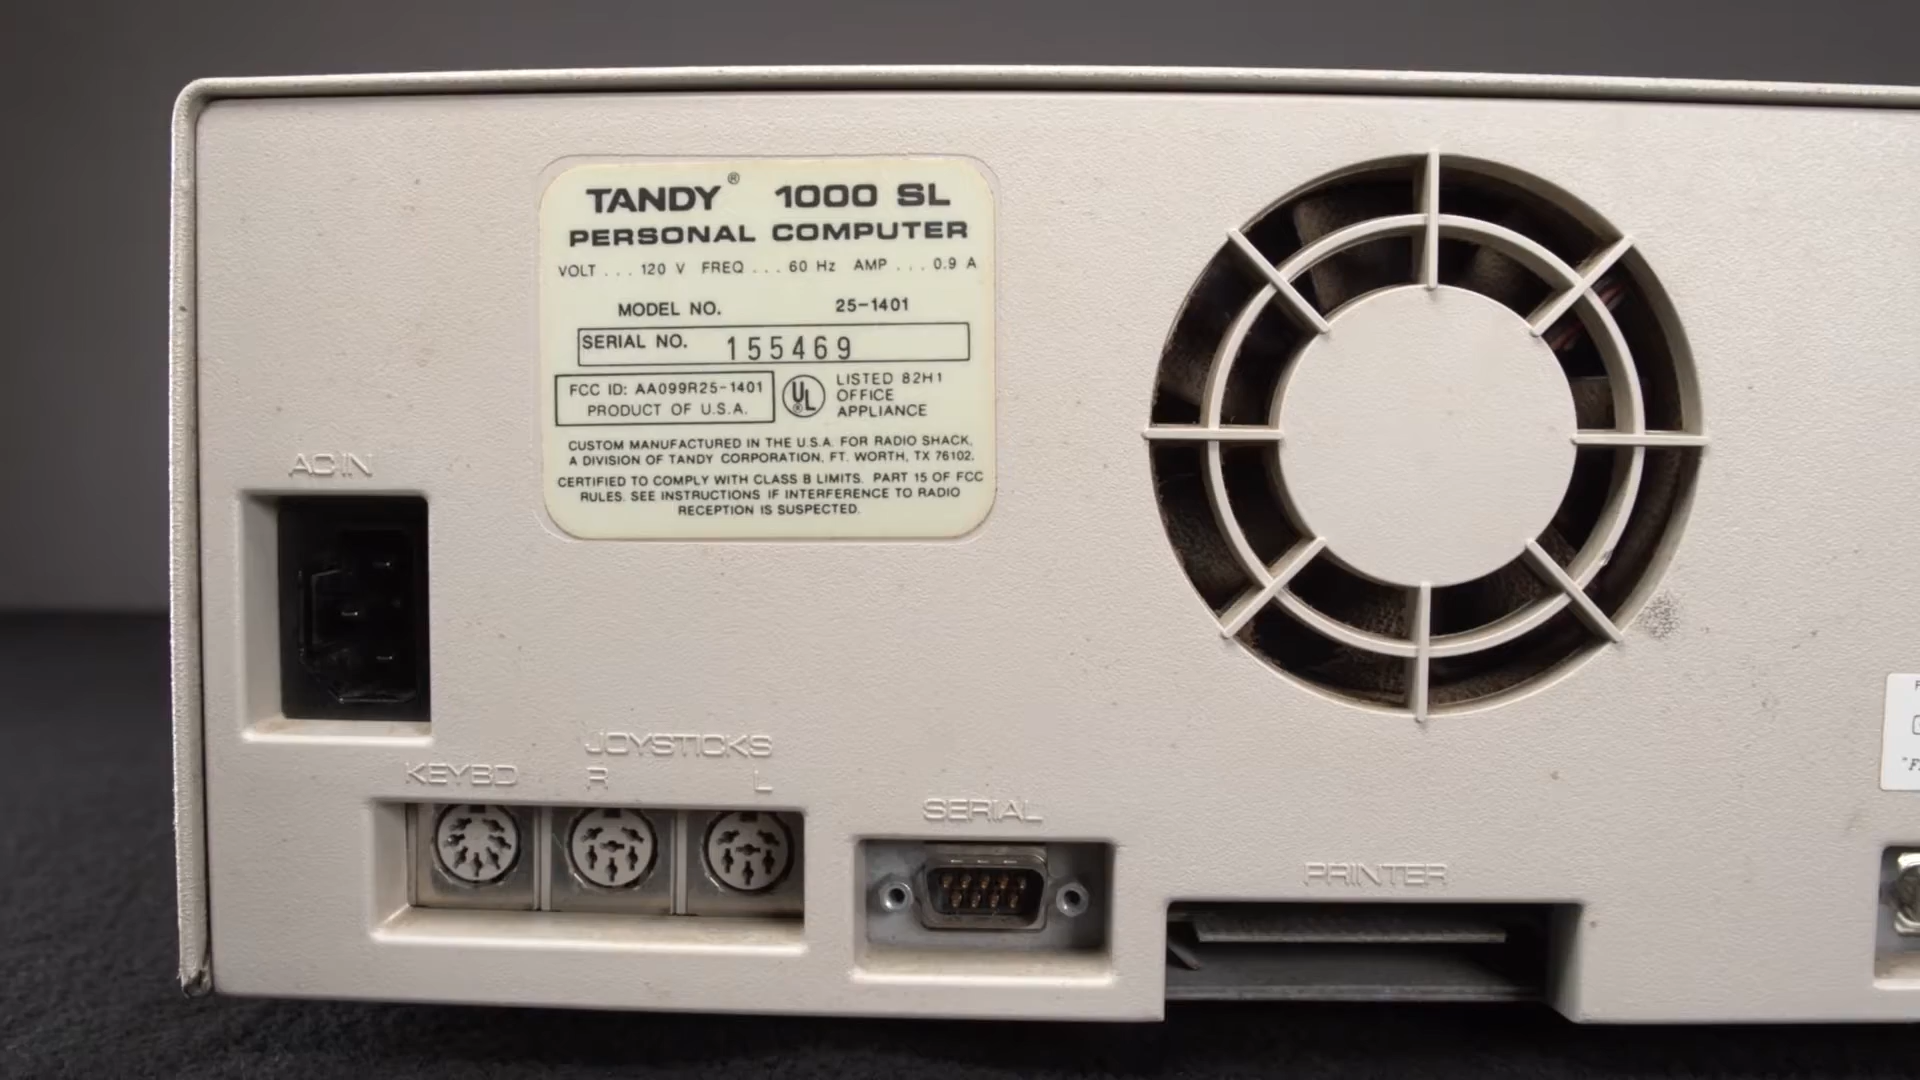 TANDY® 1000 SL
PERSONAL COMPUTER
VOLT ... 120 V FREQ ... 60 Hz AMP ... 0.9 A
MODEL NO. 25-1401
SERIAL NO. 155469
FCC ID: AAO99R25-1401
PRODUCT OF U.S.A.
UL®
LISTED 82H1
OFFICE
APPLIANCE
CUSTOM MANUFACTURED IN THE U.S.A. FOR RADIO SHACK,
A DIVISION OF TANDY CORPORATION, FT. WORTH, TX 76102.
CERTIFIED TO COMPLY WITH CLASS B LIMITS. PART 15 OF FCC
RULES. SEE INSTRUCTIONS IF INTERFERENCE TO RADIO
RECEPTION IS SUSPECTED.
AC IN
JOYSTICKS
KEYBD R L
SERIAL
PRINTER